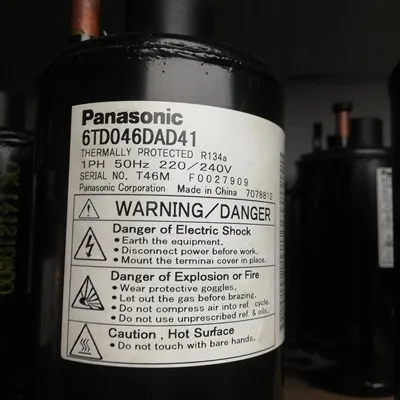 Panasonic
6TD046DAD41
THERMALLY PROTECTED R134a
1PH 50Hz 220/240V
SERIAL NO. T46M F0027909
Panasonic Corporation Made in China 7078812
WARNING/DANGER
Danger of Electric Shock
• Earth the equipment.
• Disconnect power before work.
• Mount the terminal cover in place.
Danger of Explosion or Fire
• Wear protective goggles.
• Let out the gas before brazing.
• Do not compress air into ref. cycle.
• Do not use unprescribed ref. & oils.
Caution , Hot Surface
• Do not touch with bare hands.